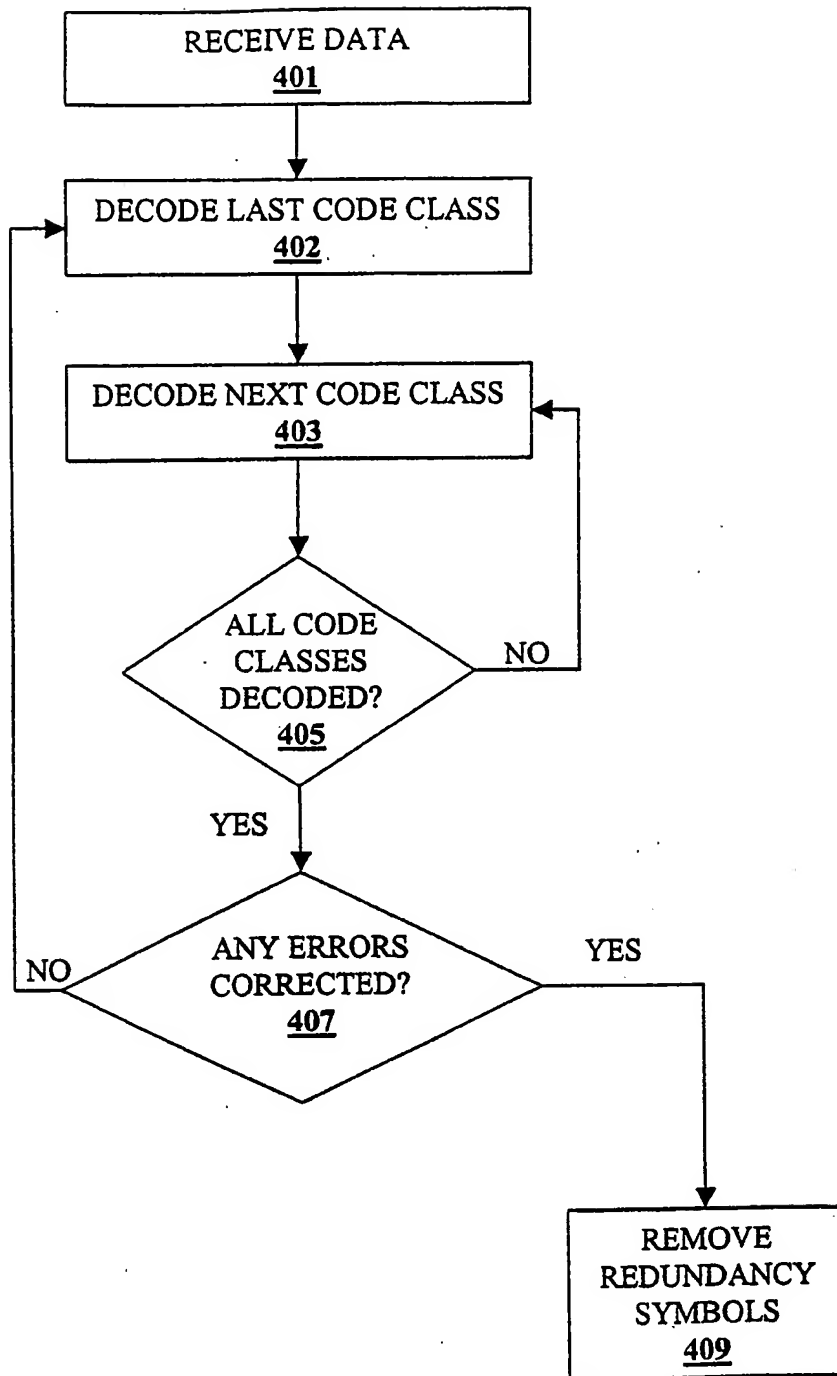 RECEIVE DATA
401
DECODE LAST CODE CLASS
402
DECODE NEXT CODE CLASS
403
ALL CODE
CLASSES
DECODED?
405
NO
YES
ANY ERRORS
CORRECTED?
407
NO
YES
REMOVE
REDUNDANCY
SYMBOLS
409